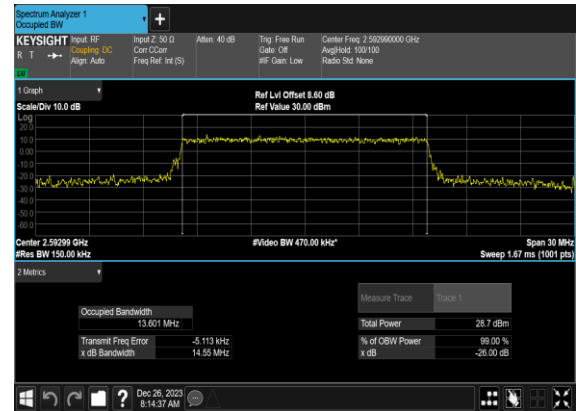 Spectrum Analyzer 1
Occupied BW
KEYSIGHT
R T
Input: RF
Coupling: DC
Align: Auto
Input Z: 50 Ω
Corr CCorr
Freq Ref: Int (S)
Atten: 40 dB
Trig: Free Run
Gate: Off
#IF Gain: Low
Center Freq: 2.592990000 GHz
Avg|Hold: 100/100
Radio Std: None
1 Graph
Scale/Div 10.0 dB
Ref Lvl Offset 8.60 dB
Ref Value 30.00 dBm
Log
20.0
10.0
0.00
-10.0
-20.0
-30.0
-40.0
-50.0
-60.0
Center 2.59299 GHz
#Res BW 150.00 kHz
#Video BW 470.00 kHz*
Span 30 MHz
Sweep 1.67 ms (1001 pts)
2 Metrics
Measure Trace
Trace 1
Occupied Bandwidth
13.601 MHz
Total Power
28.7 dBm
Transmit Freq Error
-5.113 kHz
% of OBW Power
99.00 %
x dB Bandwidth
14.55 MHz
x dB
-26.00 dB
?
Dec 26, 2023
8:14:37 AM